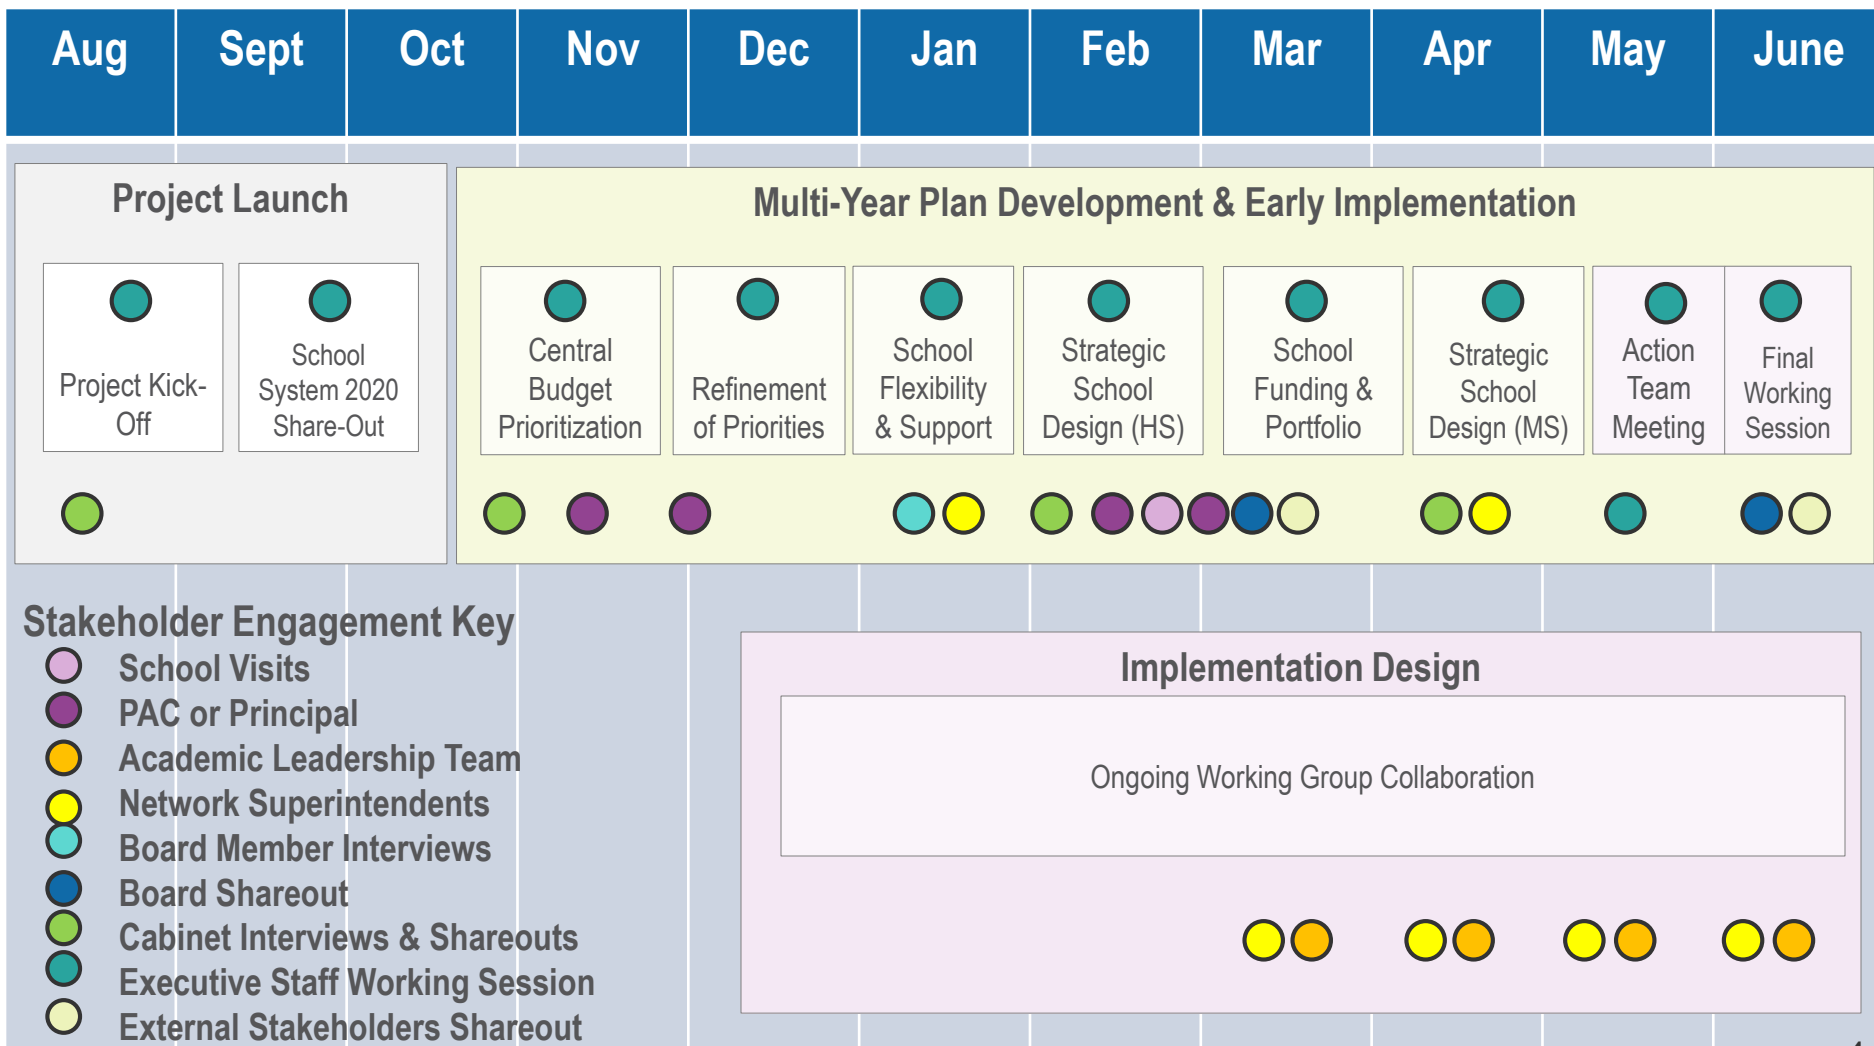 Aug Sept Oct Nov Dec Jan Feb Mar Apr May June
Project Launch
Multi-Year Plan Development & Early Implementation
Project Kick-
Off
School
System 2020
Share-Out
Central
Budget
Prioritization
Refinement
of Priorities
School
Flexibility
& Support
Strategic
School
Design (HS)
School
Funding &
Portfolio
Strategic
School
Design (MS)
Action
Team
Meeting
Final
Working
Session
Stakeholder Engagement Key
School Visits
PAC or Principal
Academic Leadership Team
Network Superintendents
Board Member Interviews
Board Shareout
Cabinet Interviews & Shareouts
Executive Staff Working Session
External Stakeholders Shareout
Implementation Design
Ongoing Working Group Collaboration